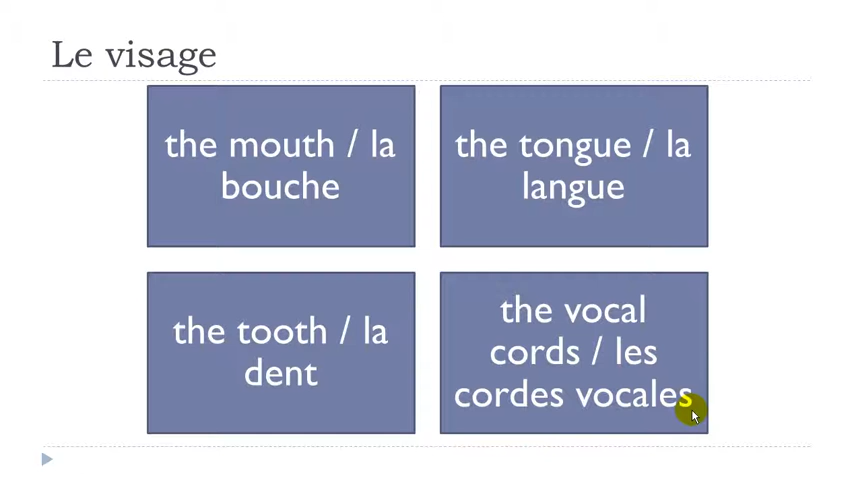 Le visage
the mouth / la
bouche
the tongue / la
langue
the tooth / la
dent
the vocal
cords / les
cordes vocales